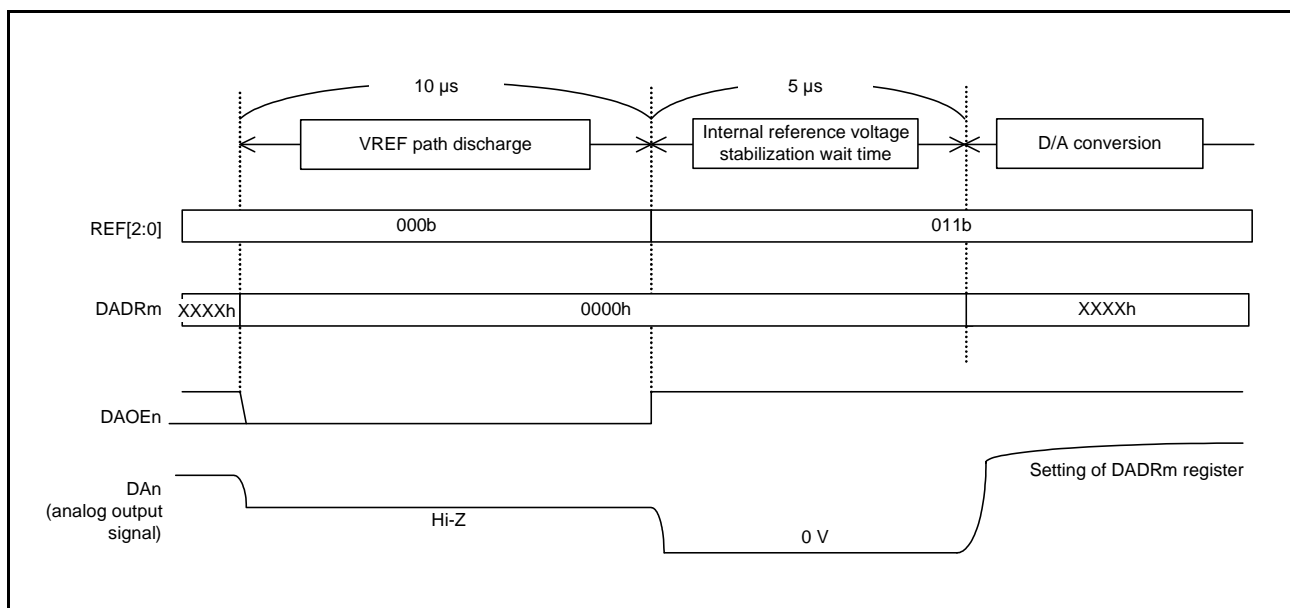 10 µs
5 µs
VREF path discharge
Internal reference voltage
stabilization wait time
D/A conversion
REF[2:0]
000b
011b
DADRm
XXXXh
0000h
XXXXh
DAOEn
DAn
(analog output
signal)
Hi-Z
0 V
Setting of DADRm register